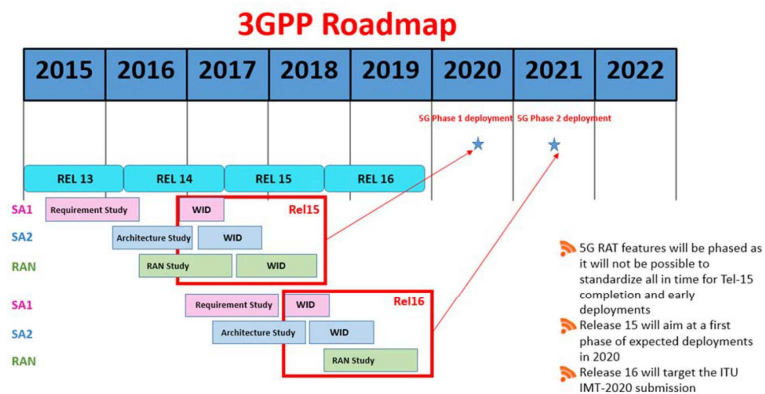 3GPP Roadmap
2015 2016 2017 2018 2019 2020 2021 2022
5G Phase 1 deployment 5G Phase 2 deployment
REL 13 REL 14 REL 15 REL 16
SA1 Requirement Study WID Rel15
SA2 Architecture Study WID
RAN RAN Study WID
SA1 Requirement Study WID Rel16
SA2 Architecture Study WID
RAN RAN Study
5G RAT features will be phased as
it will not be possible to
standardize all in time for Tel-15
completion and early
deployments
Release 15 will aim at a first
phase of expected deployments
in 2020
Release 16 will target the ITU
IMT-2020 submission